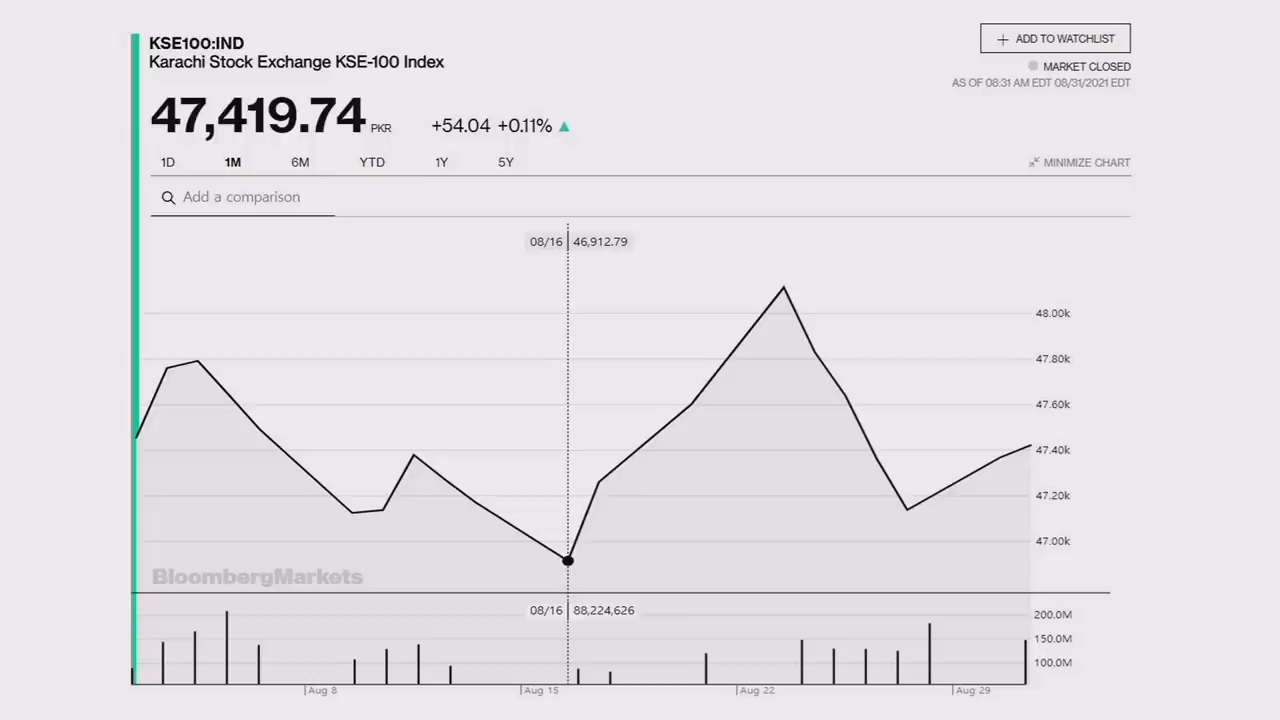 KSE100:IND
Karachi Stock Exchange KSE-100 Index
+ ADD TO WATCHLIST
MARKET CLOSED
AS OF 08:31 AM EDT 08/31/2021 EDT
47,419.74 PKR +54.04 +0.11%
1D 1M 6M YTD 1Y 5Y MINIMIZE CHART
Add a comparison
08/16 46,912.79
48.00k
47.80k
47.60k
47.40k
47.20k
47.00k
BloombergMarkets
08/16 88,224,626
200.0M
150.0M
100.0M
Aug 8 Aug 15 Aug 22 Aug 29